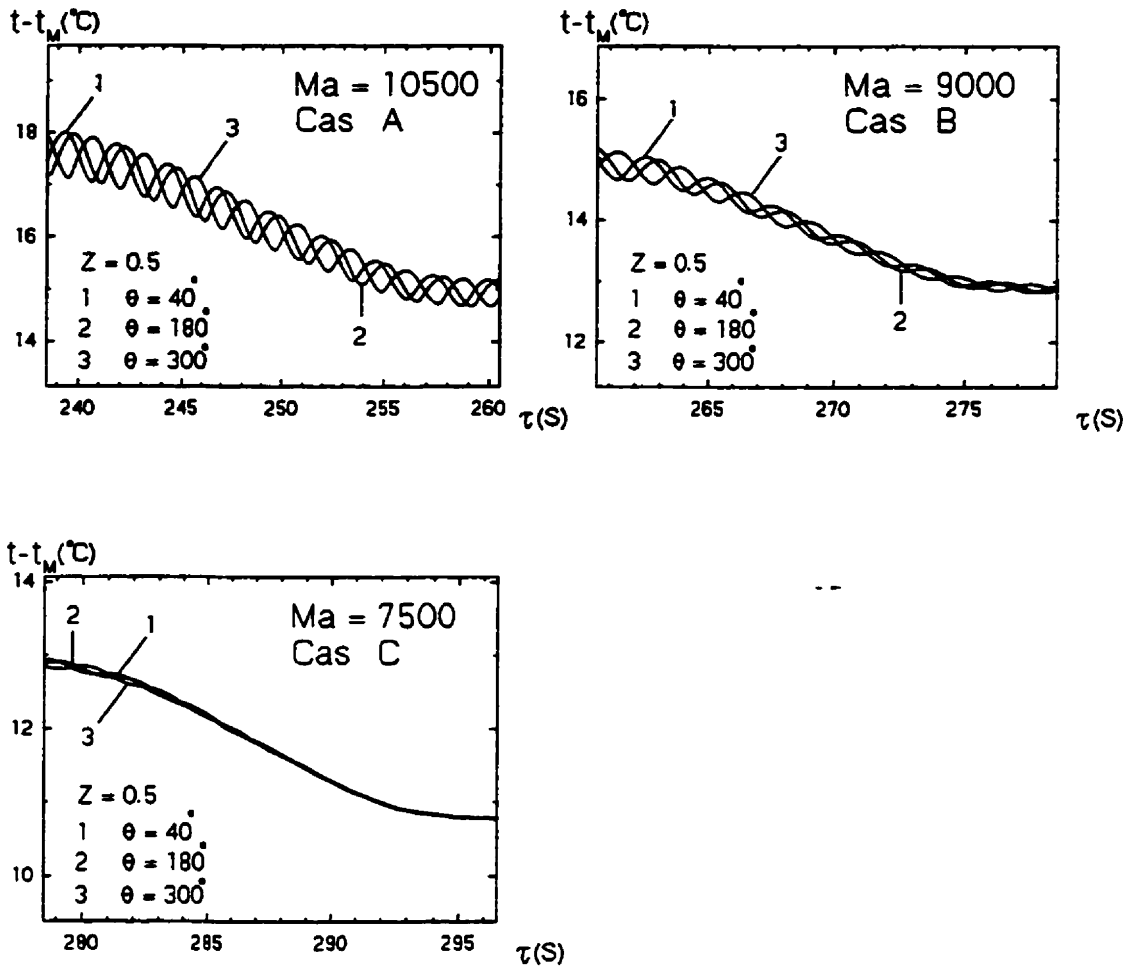 t-t_M(°C)
Ma = 10500
Cas A
1
3
18
16
14
Z = 0.5
1 θ = 40°
2 θ = 180°
3 θ = 300°
2
240 245 250 255 260
τ(S)
t-t_M(°C)
Ma = 9000
Cas B
1
3
16
14
12
Z = 0.5
1 θ = 40°
2 θ = 180°
3 θ = 300°
2
265 270 275
τ(S)
t-t_M(°C)
Ma = 7500
Cas C
2
1
3
14
12
10
Z = 0.5
1 θ = 40°
2 θ = 180°
3 θ = 300°
280 285 290 295
τ(S)